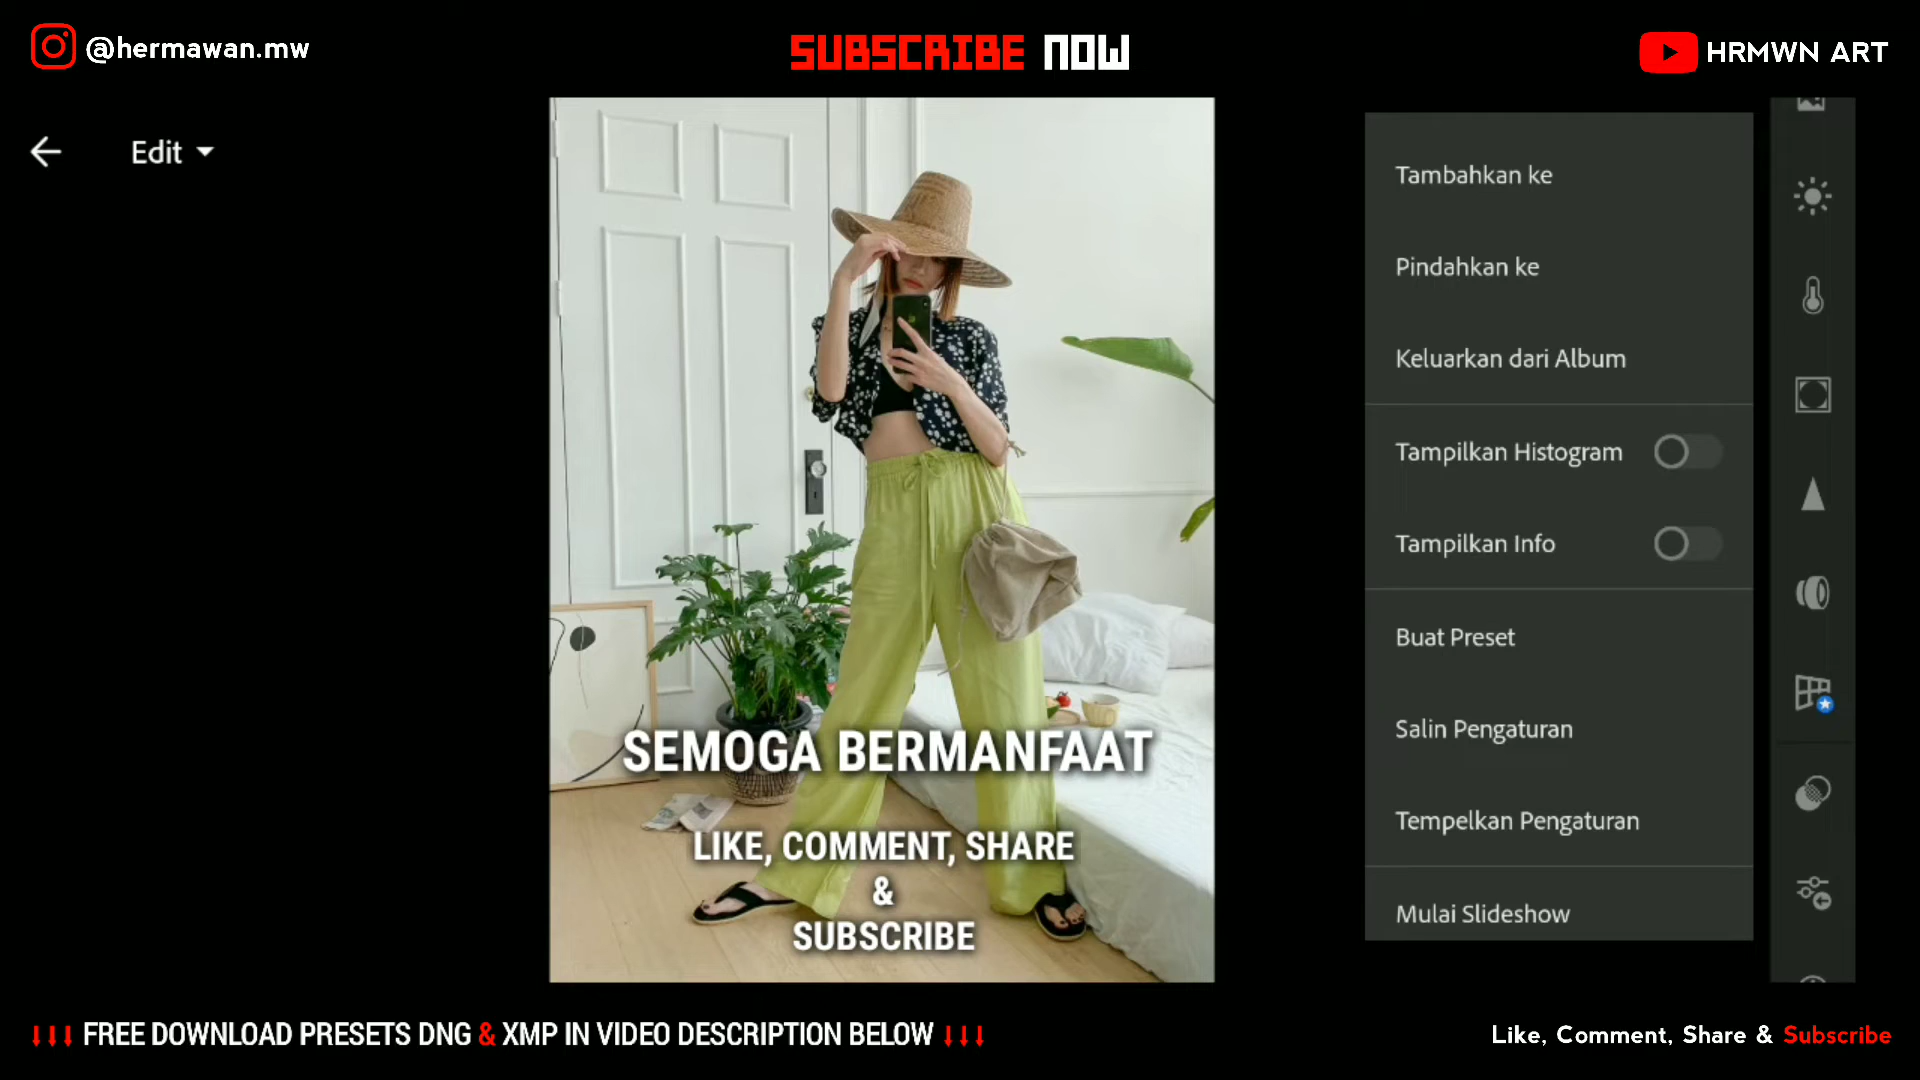 @hermawan.mw
SUBSCRIBE NOW
HRMWN ART
Edit
Tambahkan ke
Pindahkan ke
Keluarkan dari Album
Tampilkan Histogram
Tampilkan Info
Buat Preset
Salin Pengaturan
Tempelkan Pengaturan
Mulai Slideshow
SEMOGA BERMANFAAT
LIKE, COMMENT, SHARE
&
SUBSCRIBE
↓↓↓ FREE DOWNLOAD PRESETS DNG & XMP IN VIDEO DESCRIPTION BELOW ↓↓↓
Like, Comment, Share & Subscribe